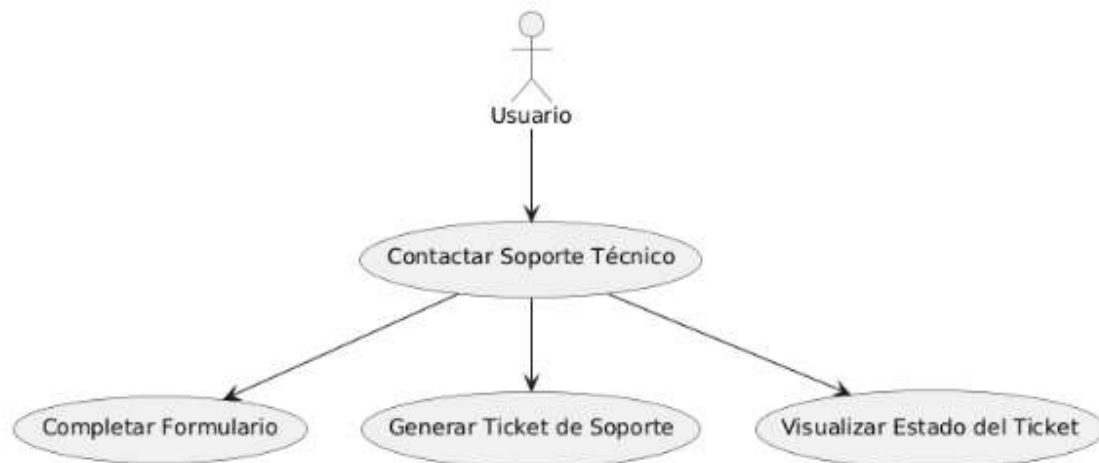 Usuario
Contactar Soporte Técnico
Completar Formulario
Generar Ticket de Soporte
Visualizar Estado del Ticket